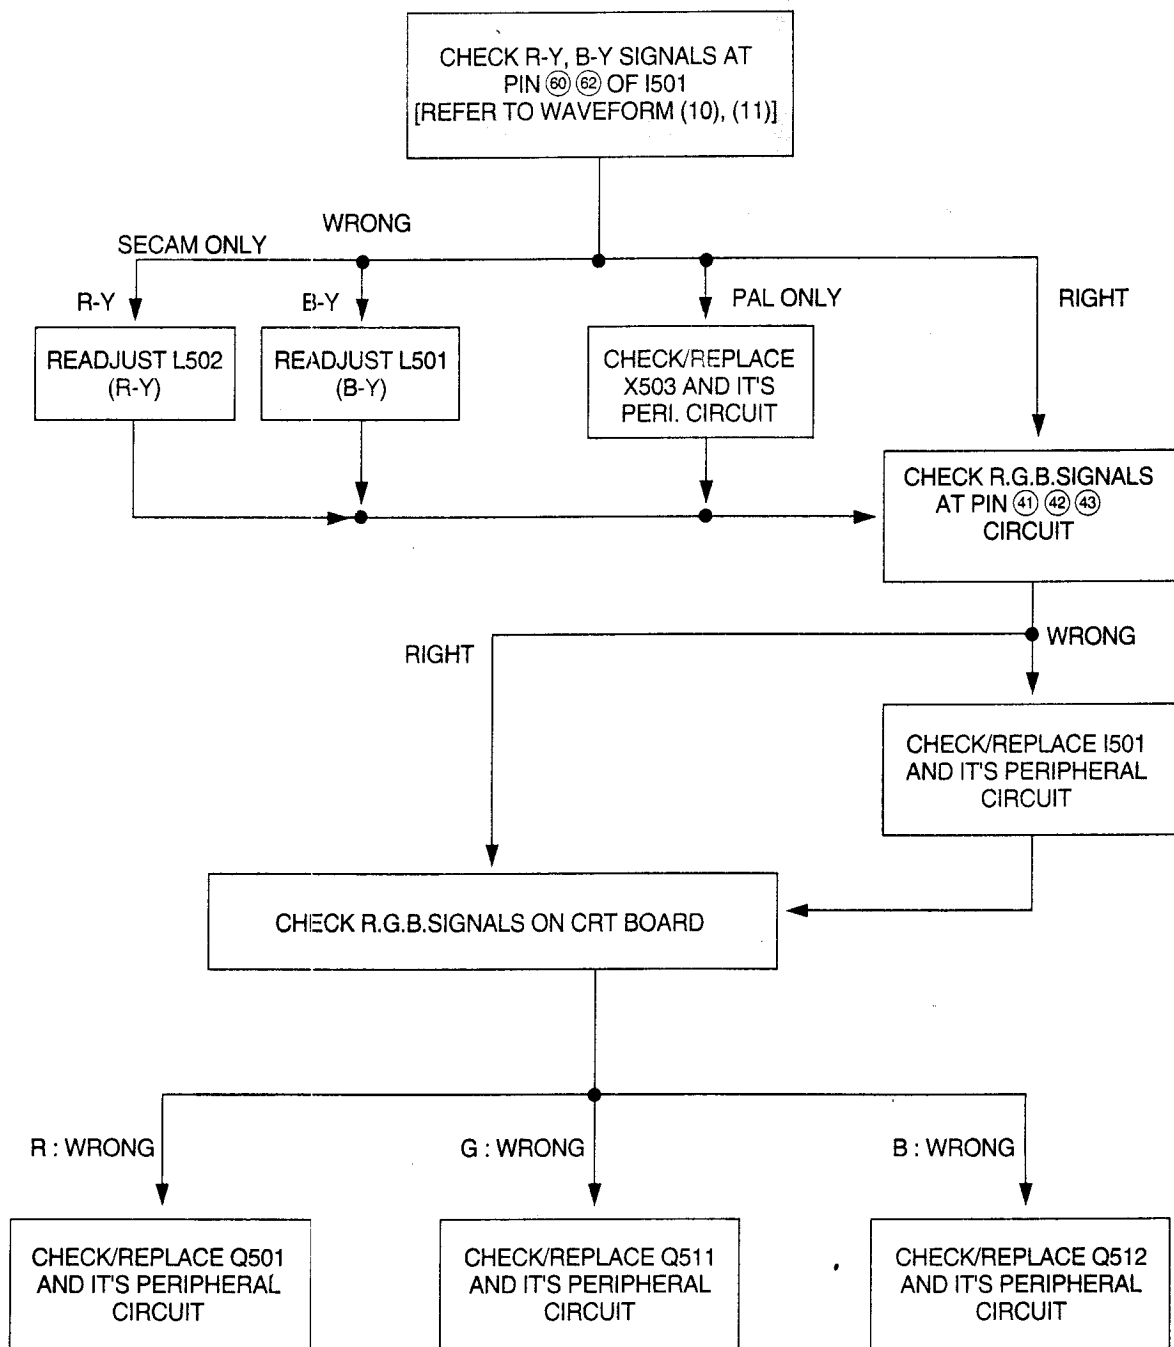 CHECK R-Y, B-Y SIGNALS AT
PIN 60 62 OF I501
[REFER TO WAVEFORM (10), (11)]
WRONG
SECAM ONLY
R-Y
B-Y
PAL ONLY
RIGHT
READJUST L502
(R-Y)
READJUST L501
(B-Y)
CHECK/REPLACE
X503 AND IT'S
PERI. CIRCUIT
CHECK R.G.B.SIGNALS
AT PIN 41 42 43
CIRCUIT
RIGHT
WRONG
CHECK/REPLACE I501
AND IT'S PERIPHERAL
CIRCUIT
CHECK R.G.B.SIGNALS ON CRT BOARD
R : WRONG
G : WRONG
B : WRONG
CHECK/REPLACE Q501
AND IT'S PERIPHERAL
CIRCUIT
CHECK/REPLACE Q511
AND IT'S PERIPHERAL
CIRCUIT
CHECK/REPLACE Q512
AND IT'S PERIPHERAL
CIRCUIT